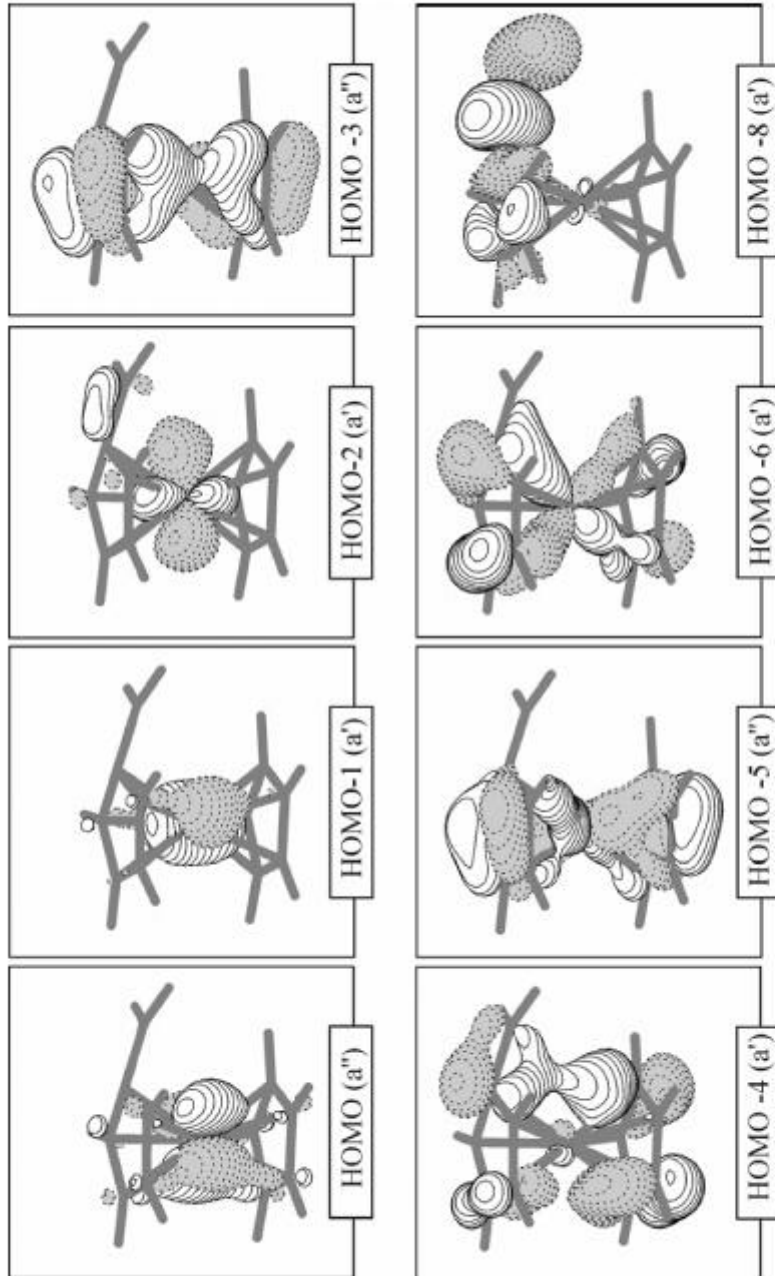 HOMO (a")
HOMO-1 (a')
HOMO-2 (a')
HOMO -3 (a")
HOMO -4 (a')
HOMO -5 (a")
HOMO -6 (a')
HOMO -8 (a')